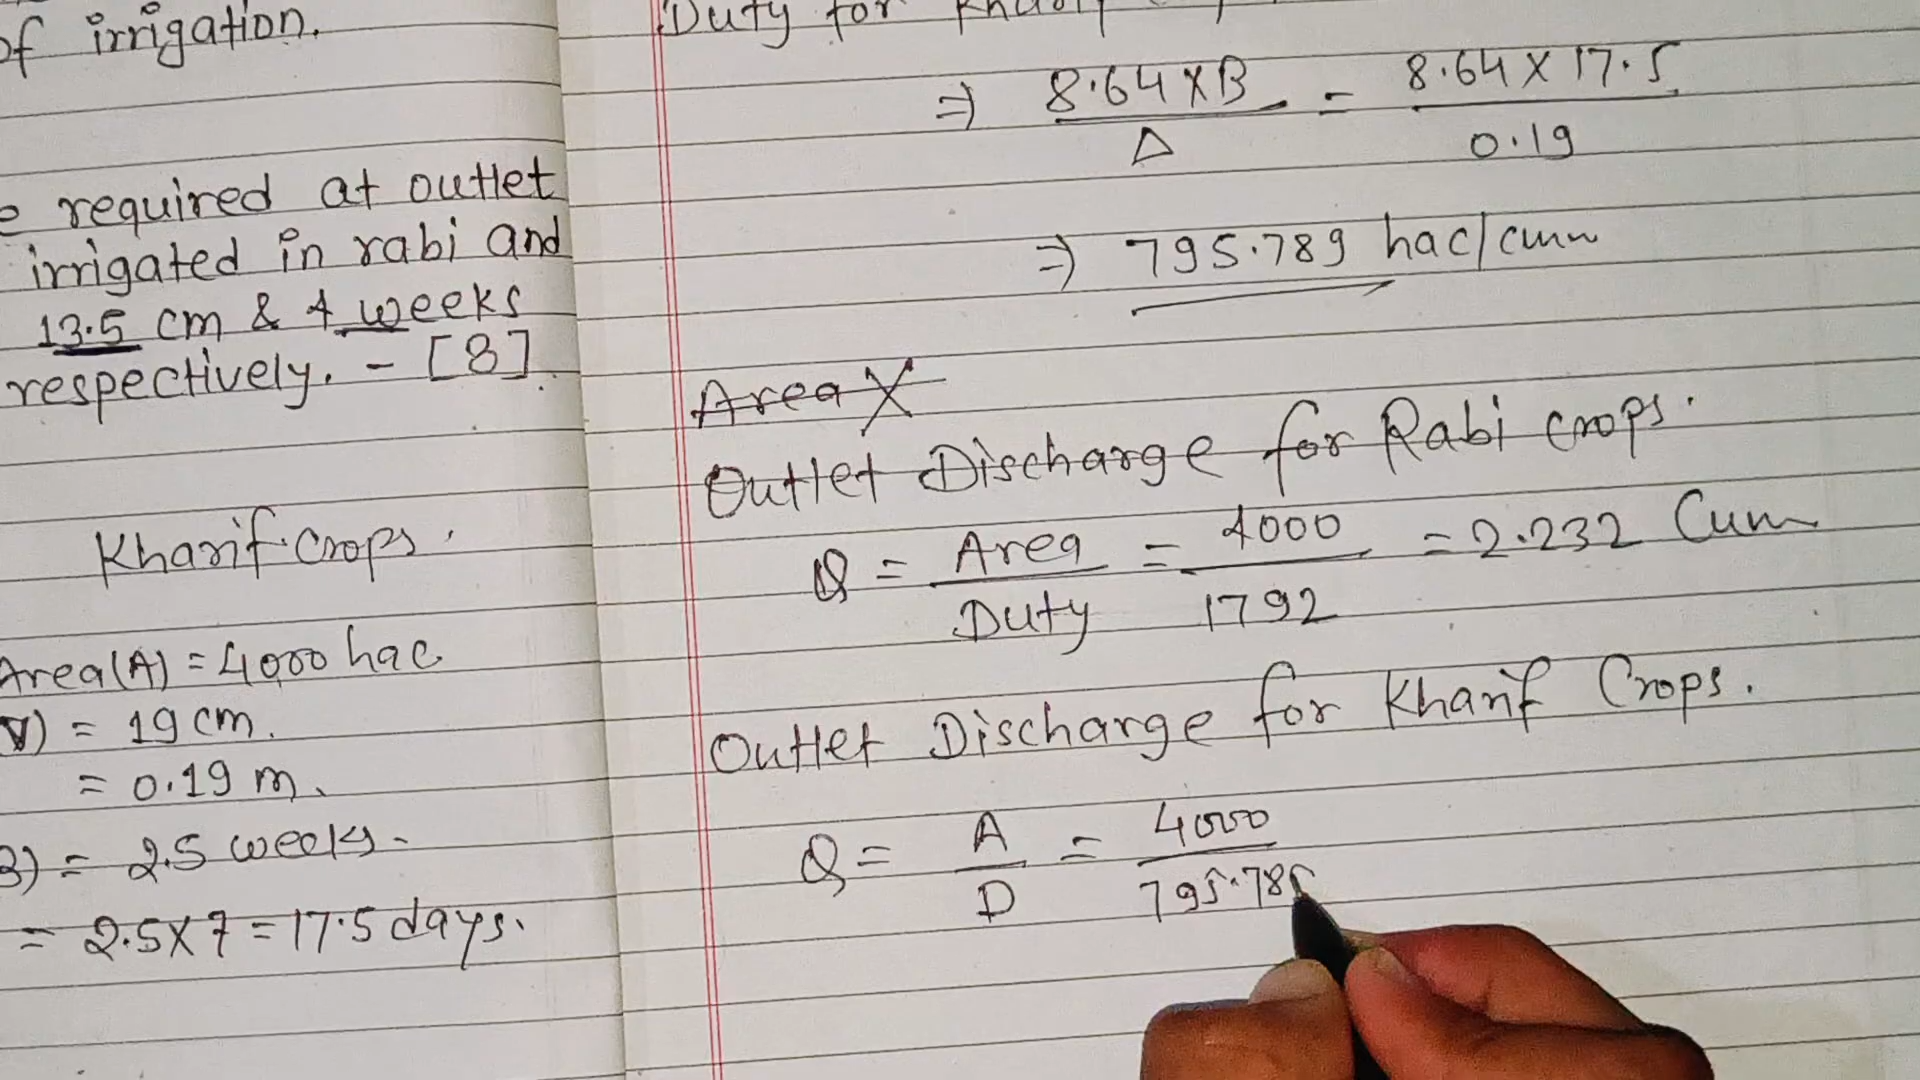 of irrigation.
required at outlet
irrigated in rabi and
13.5 cm & 4 weeks
respectively. - [8]
Kharif Crops.
Area(A) = 4000 hac
= 19 cm.
= 0.19 m.
= 2.5 weeks.
= 2.5 X 7 = 17.5 days.
Duty for
=) 8.64 X B / Δ = 8.64 X 17.5 / 0.19
=) 795.789 hac/cum
Area X
Outlet Discharge for Rabi crops.
Q = Area / Duty = 4000 / 1792 = 2.232 Cum
Outlet Discharge for Kharif Crops.
Q = A / D = 4000 / 795.78